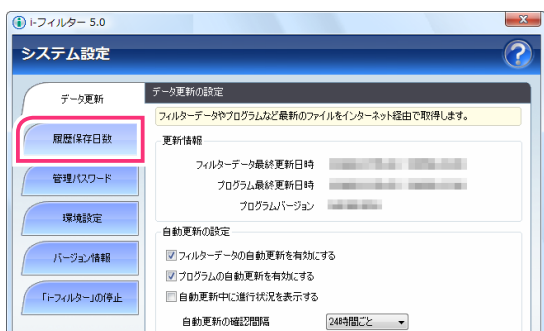 i-フィルター 5.0
システム設定
?
データ更新
履歴保存日数
管理パスワード
環境設定
バージョン情報
「i-フィルター」の停止
データ更新の設定
フィルターデータやプログラムなど最新のファイルをインターネット経由で取得します。
更新情報
フィルターデータ最終更新日時
プログラム最終更新日時
プログラムバージョン
自動更新の設定
フィルターデータの自動更新を有効にする
プログラムの自動更新を有効にする
自動更新中に進行状況を表示する
自動更新の確認間隔 24時間ごと